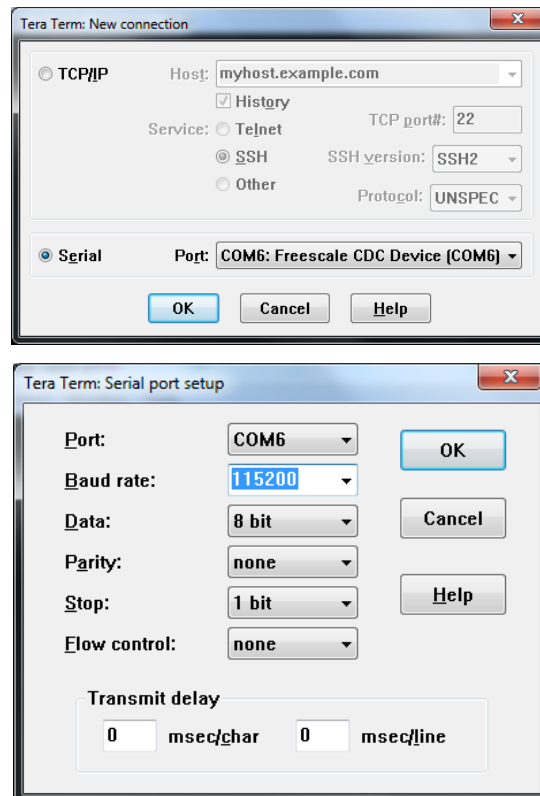 Tera Term: New connection
TCP/IP Host: myhost.example.com
History
Service: Telnet TCP port#: 22
SSH SSH version: SSH2
Other Protocol: UNSPEC
Serial Port: COM6: Freescale CDC Device (COM6)
OK Cancel Help
Tera Term: Serial port setup
Port: COM6 OK
Baud rate: 115200
Data: 8 bit Cancel
Parity: none
Stop: 1 bit Help
Flow control: none
Transmit delay
0 msec/char 0 msec/line